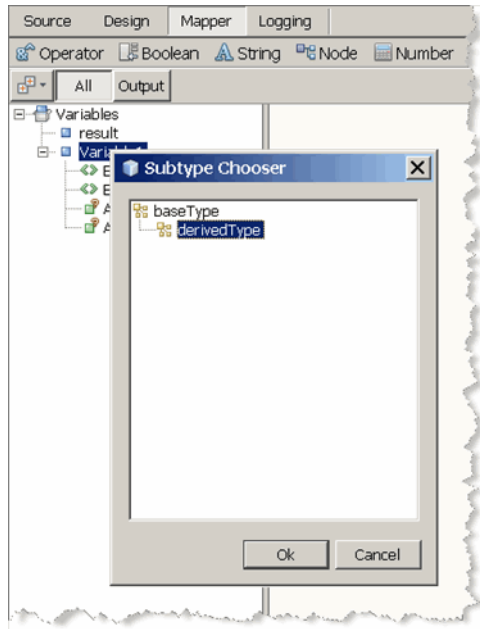 Source Design Mapper Logging
Operator Boolean String Node Number
All Output
Variables
result
Subtype Chooser
E
E
A
A
baseType
derivedType
Ok Cancel